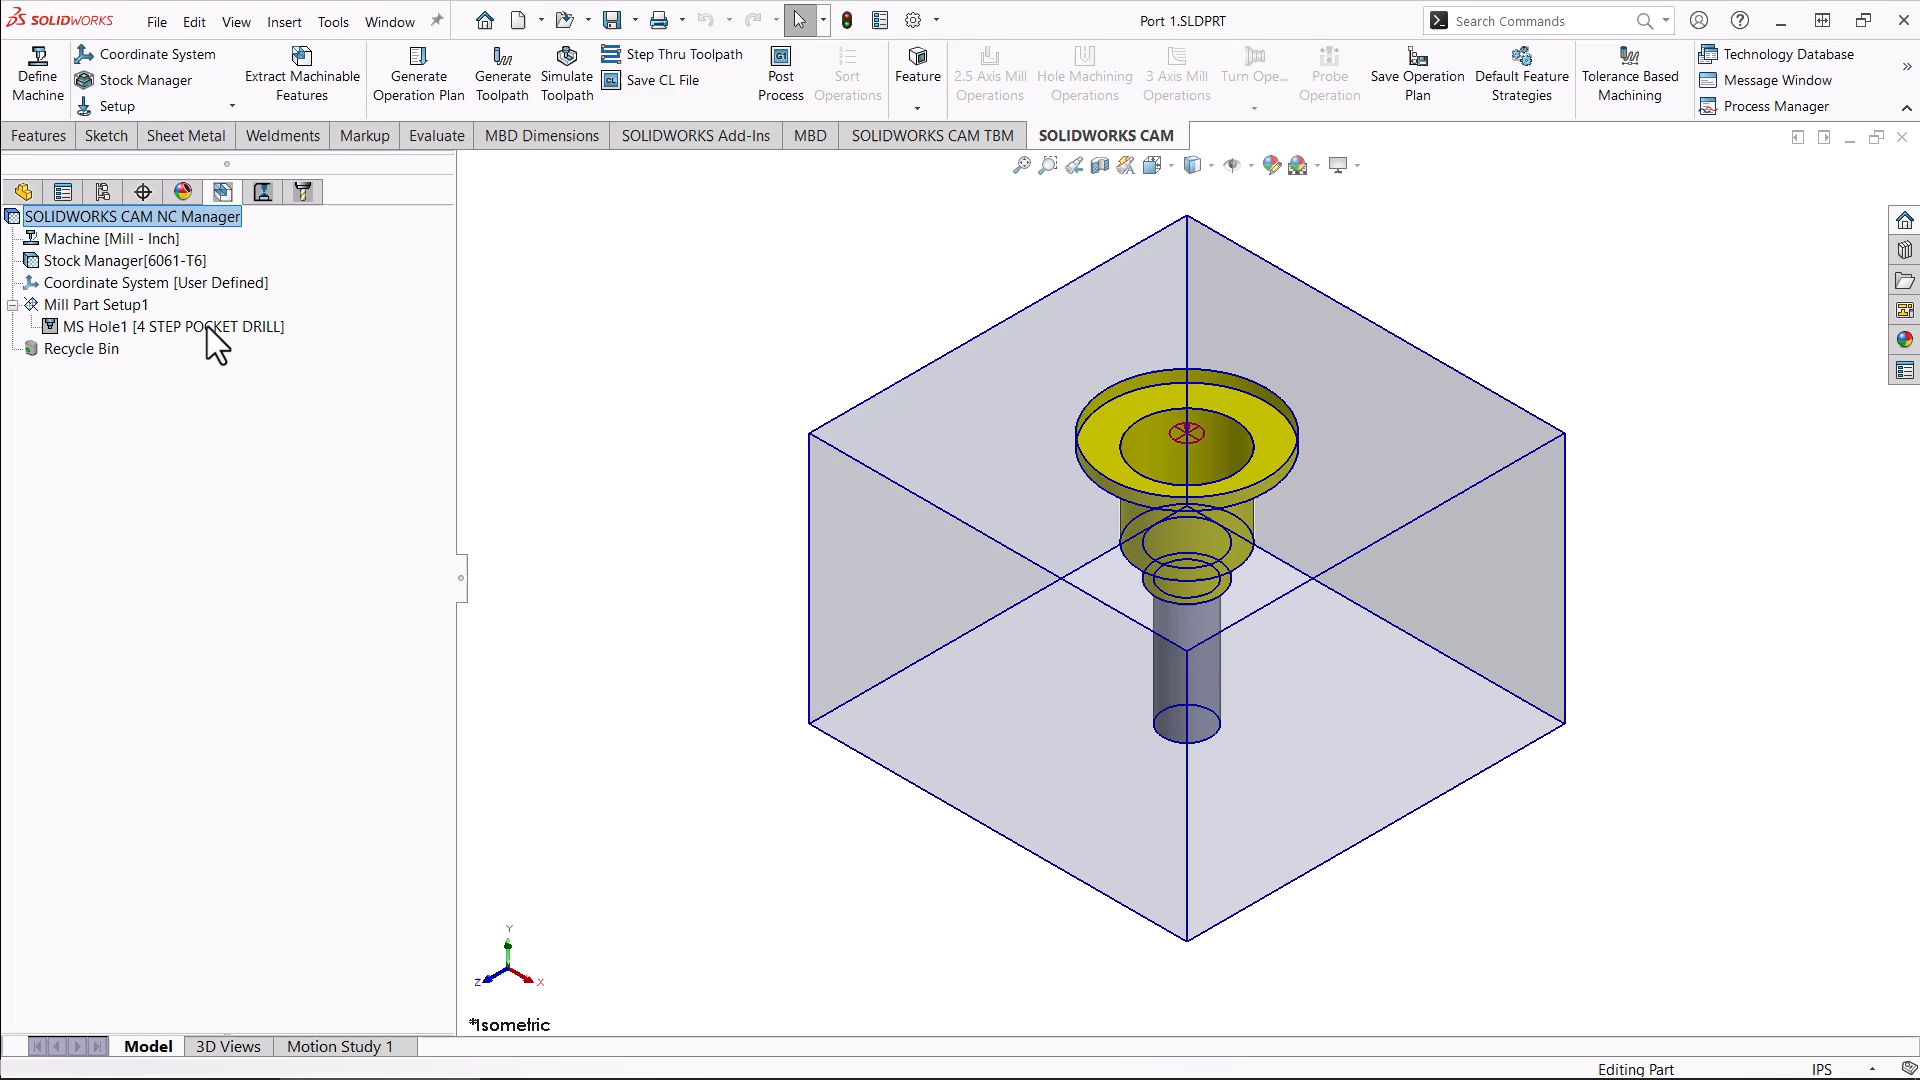 SOLIDWORKS File Edit View Insert Tools Window
Port 1.SLDPRT
Search Commands
Define Machine
Coordinate System
Stock Manager
Setup
Extract Machinable Features
Generate Operation Plan
Generate Toolpath
Simulate Toolpath
Step Thru Toolpath
Save CL File
Post Process
Sort Operations
Feature
2.5 Axis Mill Operations
Hole Machining Operations
3 Axis Mill Operations
Turn Ope...
Probe Operation
Save Operation Plan
Default Feature Strategies
Tolerance Based Machining
Technology Database
Message Window
Process Manager
Features Sketch Sheet Metal Weldments Markup Evaluate MBD Dimensions SOLIDWORKS Add-Ins MBD SOLIDWORKS CAM TBM SOLIDWORKS CAM
SOLIDWORKS CAM NC Manager
Machine [Mill - Inch]
Stock Manager[6061-T6]
Coordinate System [User Defined]
Mill Part Setup1
MS Hole1 [4 STEP POCKET DRILL]
Recycle Bin
Y
Z X
*Isometric
Model 3D Views Motion Study 1
Editing Part IPS